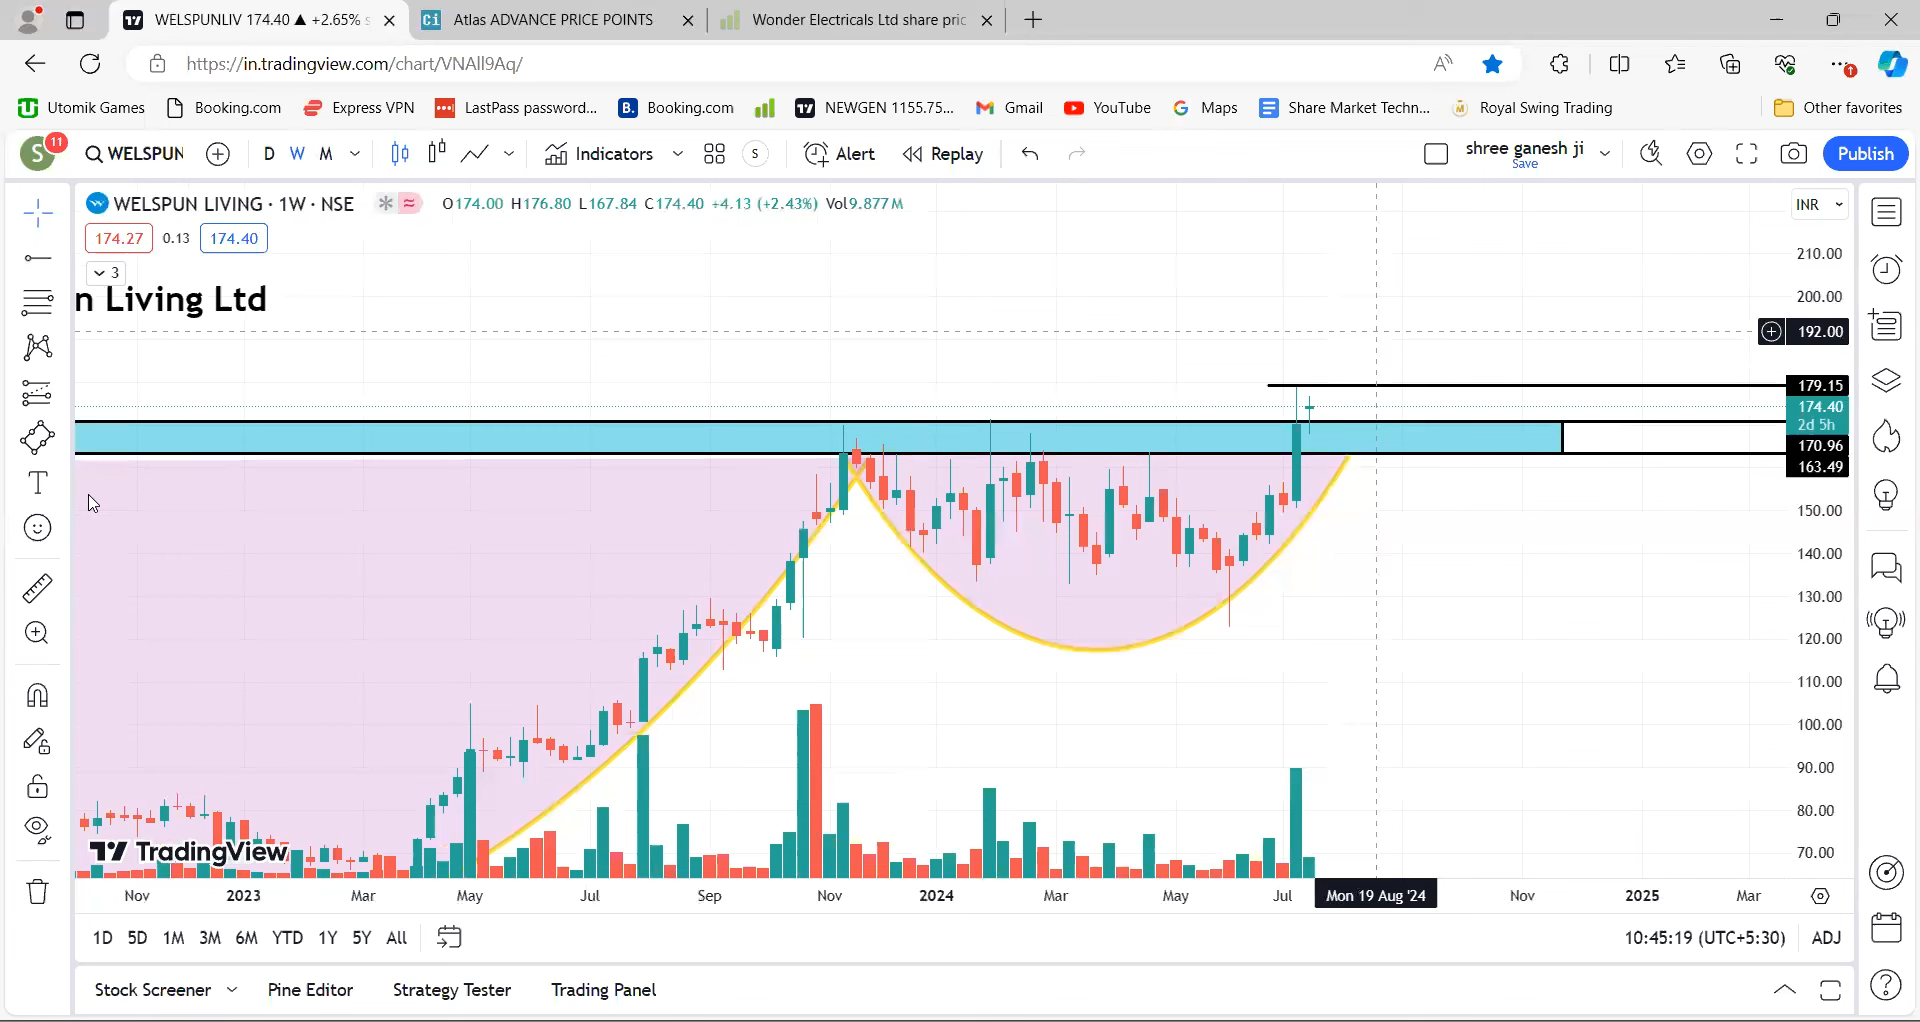 WELSPUNLIV 174.40 ▲ +2.65% s
Atlas ADVANCE PRICE POINTS
Wonder Electricals Ltd share pric
https://in.tradingview.com/chart/VNAll9Aq/
Utomik Games
Booking.com
Express VPN
LastPass password...
Booking.com
NEWGEN 1155.75...
Gmail
YouTube
Maps
Share Market Techn...
Royal Swing Trading
Other favorites
S 11
WELSPUN
D W M
Indicators
S
Alert
Replay
shree ganesh ji
Save
Publish
WELSPUN LIVING · 1W · NSE
O174.00 H176.80 L167.84 C174.40 +4.13 (+2.43%) Vol9.877M
INR
174.27 0.13 174.40
3
n Living Ltd
210.00
200.00
192.00
179.15
174.40
2d 5h
170.96
163.49
150.00
140.00
130.00
120.00
110.00
100.00
90.00
80.00
70.00
TradingView
Nov 2023 Mar May Jul Sep Nov 2024 Mar May Jul Mon 19 Aug '24 Nov 2025 Mar
1D 5D 1M 3M 6M YTD 1Y 5Y All
10:45:19 (UTC+5:30) ADJ
Stock Screener Pine Editor Strategy Tester Trading Panel